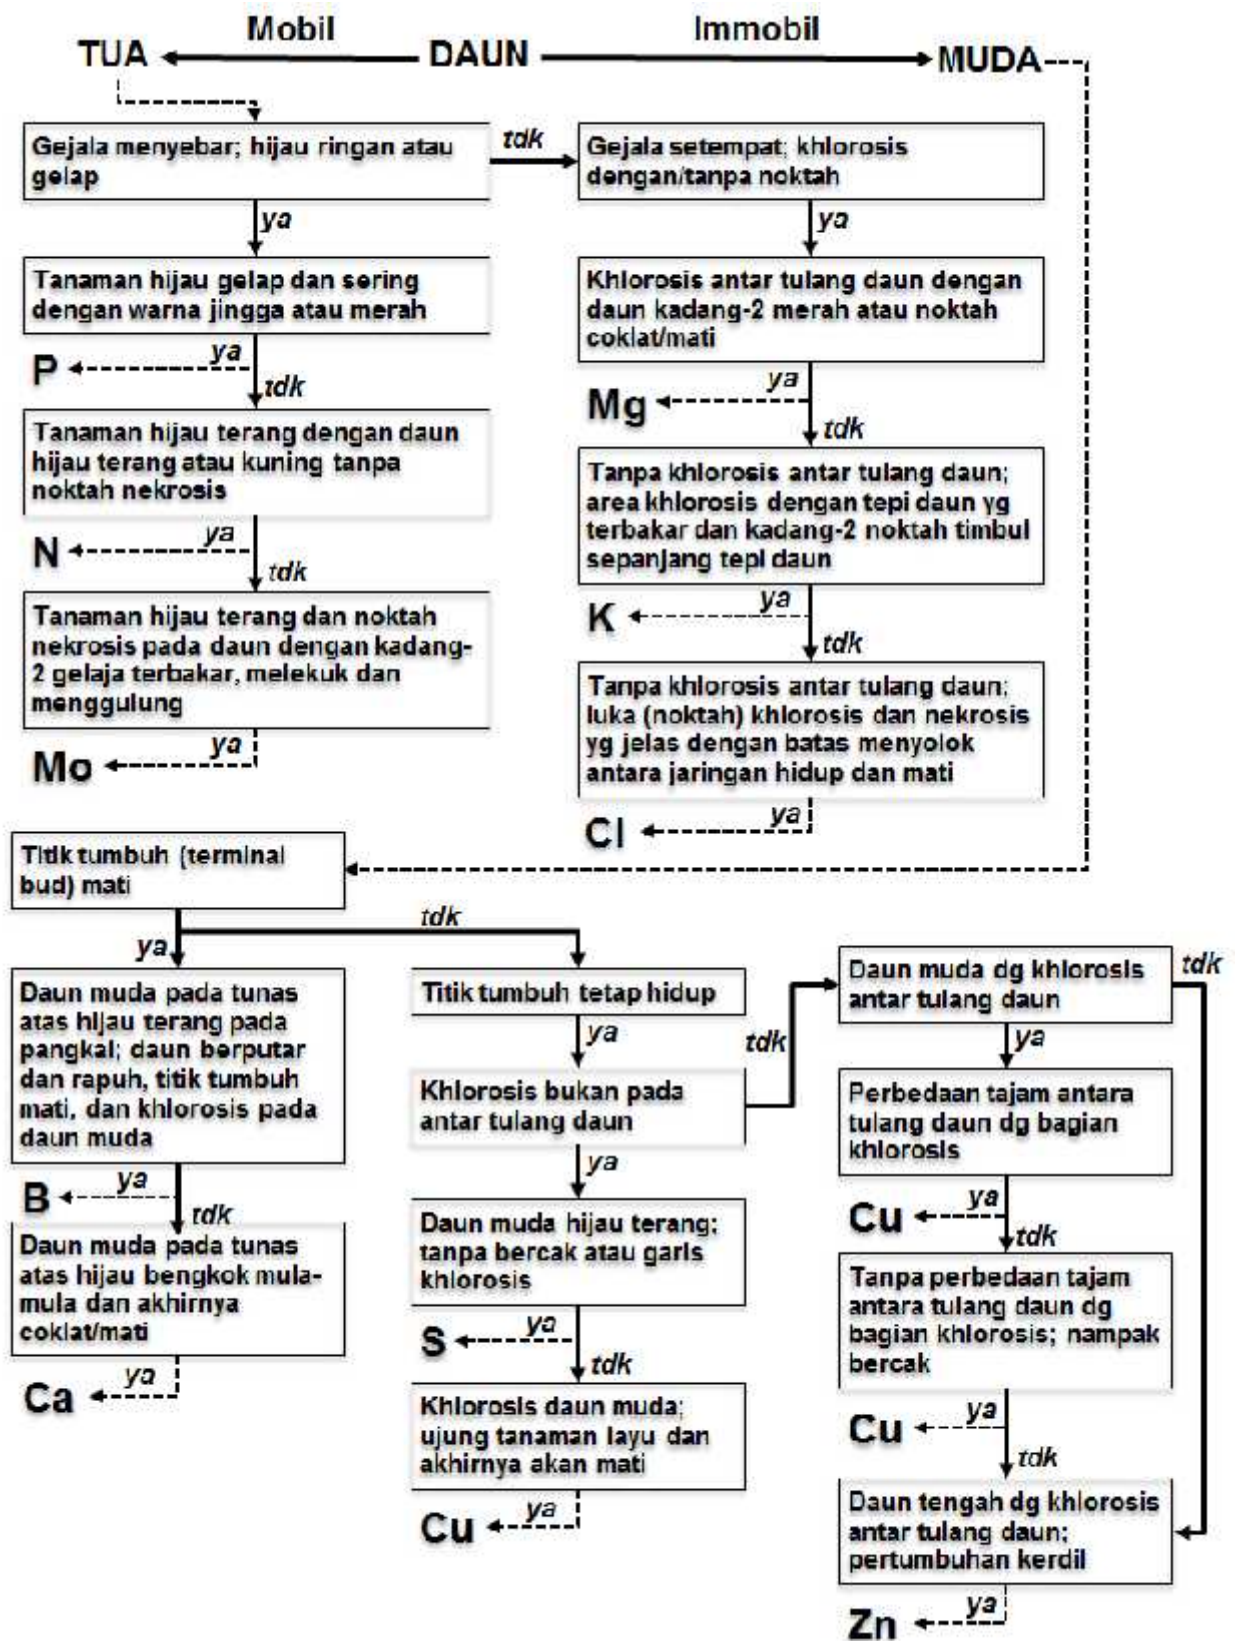 Mobil
Immobil
TUA
DAUN
MUDA
Gejala menyebar; hijau ringan atau
gelap
tdk
Gejala setempat; khlorosis
dengan/tanpa noktah
ya
ya
Tanaman hijau gelap dan sering
dengan warna jingga atau merah
Khlorosis antar tulang daun dengan
daun kadang-2 merah atau noktah
coklat/mati
ya
P
tdk
ya
Mg
tdk
Tanaman hijau terang dengan daun
hijau terang atau kuning tanpa
noktah nekrosis
Tanpa khlorosis antar tulang daun;
area khlorosis dengan tepi daun yg
terbakar dan kadang-2 noktah timbul
sepanjang tepi daun
ya
N
tdk
ya
K
tdk
Tanaman hijau terang dan noktah
nekrosis pada daun dengan kadang-
2 gelaja terbakar, melekuk dan
menggulung
Tanpa khlorosis antar tulang daun;
luka (noktah) khlorosis dan nekrosis
yg jelas dengan batas menyolok
antara jaringan hidup dan mati
ya
Mo
ya
Cl
Titik tumbuh (terminal
bud) mati
tdk
ya
Daun muda pada tunas
atas hijau terang pada
pangkal; daun berputar
dan rapuh, titik tumbuh
mati, dan khlorosis pada
daun muda
Titik tumbuh tetap hidup
Daun muda dg khlorosis
antar tulang daun
tdk
ya
tdk
ya
Khlorosis bukan pada
antar tulang daun
Perbedaan tajam antara
tulang daun dg bagian
khlorosis
ya
ya
B
tdk
ya
Cu
tdk
Daun muda pada tunas
atas hijau bengkok mula-
mula dan akhirnya
coklat/mati
Daun muda hijau terang;
tanpa bercak atau garis
khlorosis
Tanpa perbedaan tajam
antara tulang daun dg
bagian khlorosis; nampak
bercak
ya
Ca
ya
S
tdk
ya
Cu
tdk
Khlorosis daun muda;
ujung tanaman layu dan
akhirnya akan mati
Daun tengah dg khlorosis
antar tulang daun;
pertumbuhan kerdil
ya
Cu
ya
Zn